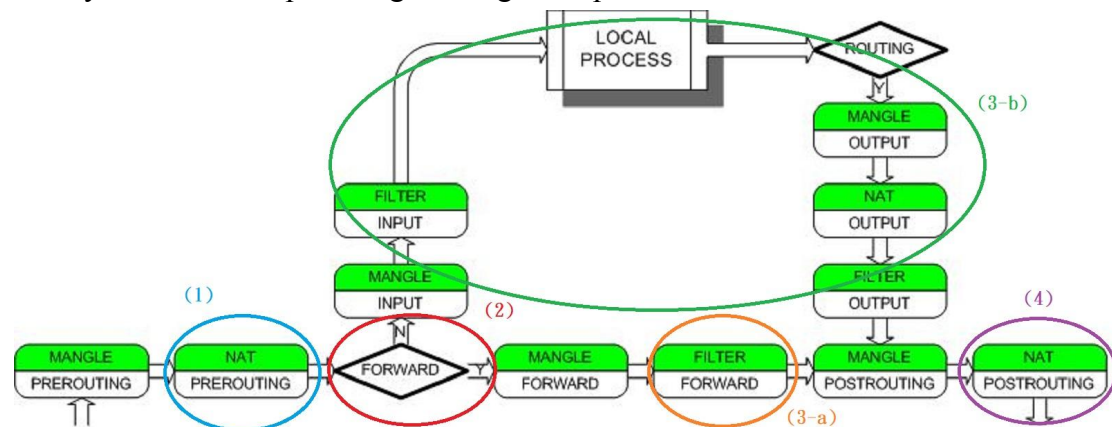 LOCAL
PROCESS
ROUTING
Y
(3-b)
MANGLE
OUTPUT
NAT
OUTPUT
FILTER
INPUT
MANGLE
INPUT
FILTER
OUTPUT
(1)
(2)
(4)
N
MANGLE
PREROUTING
NAT
PREROUTING
FORWARD
Y
MANGLE
FORWARD
FILTER
FORWARD
MANGLE
POSTROUTING
NAT
POSTROUTING
(3-a)